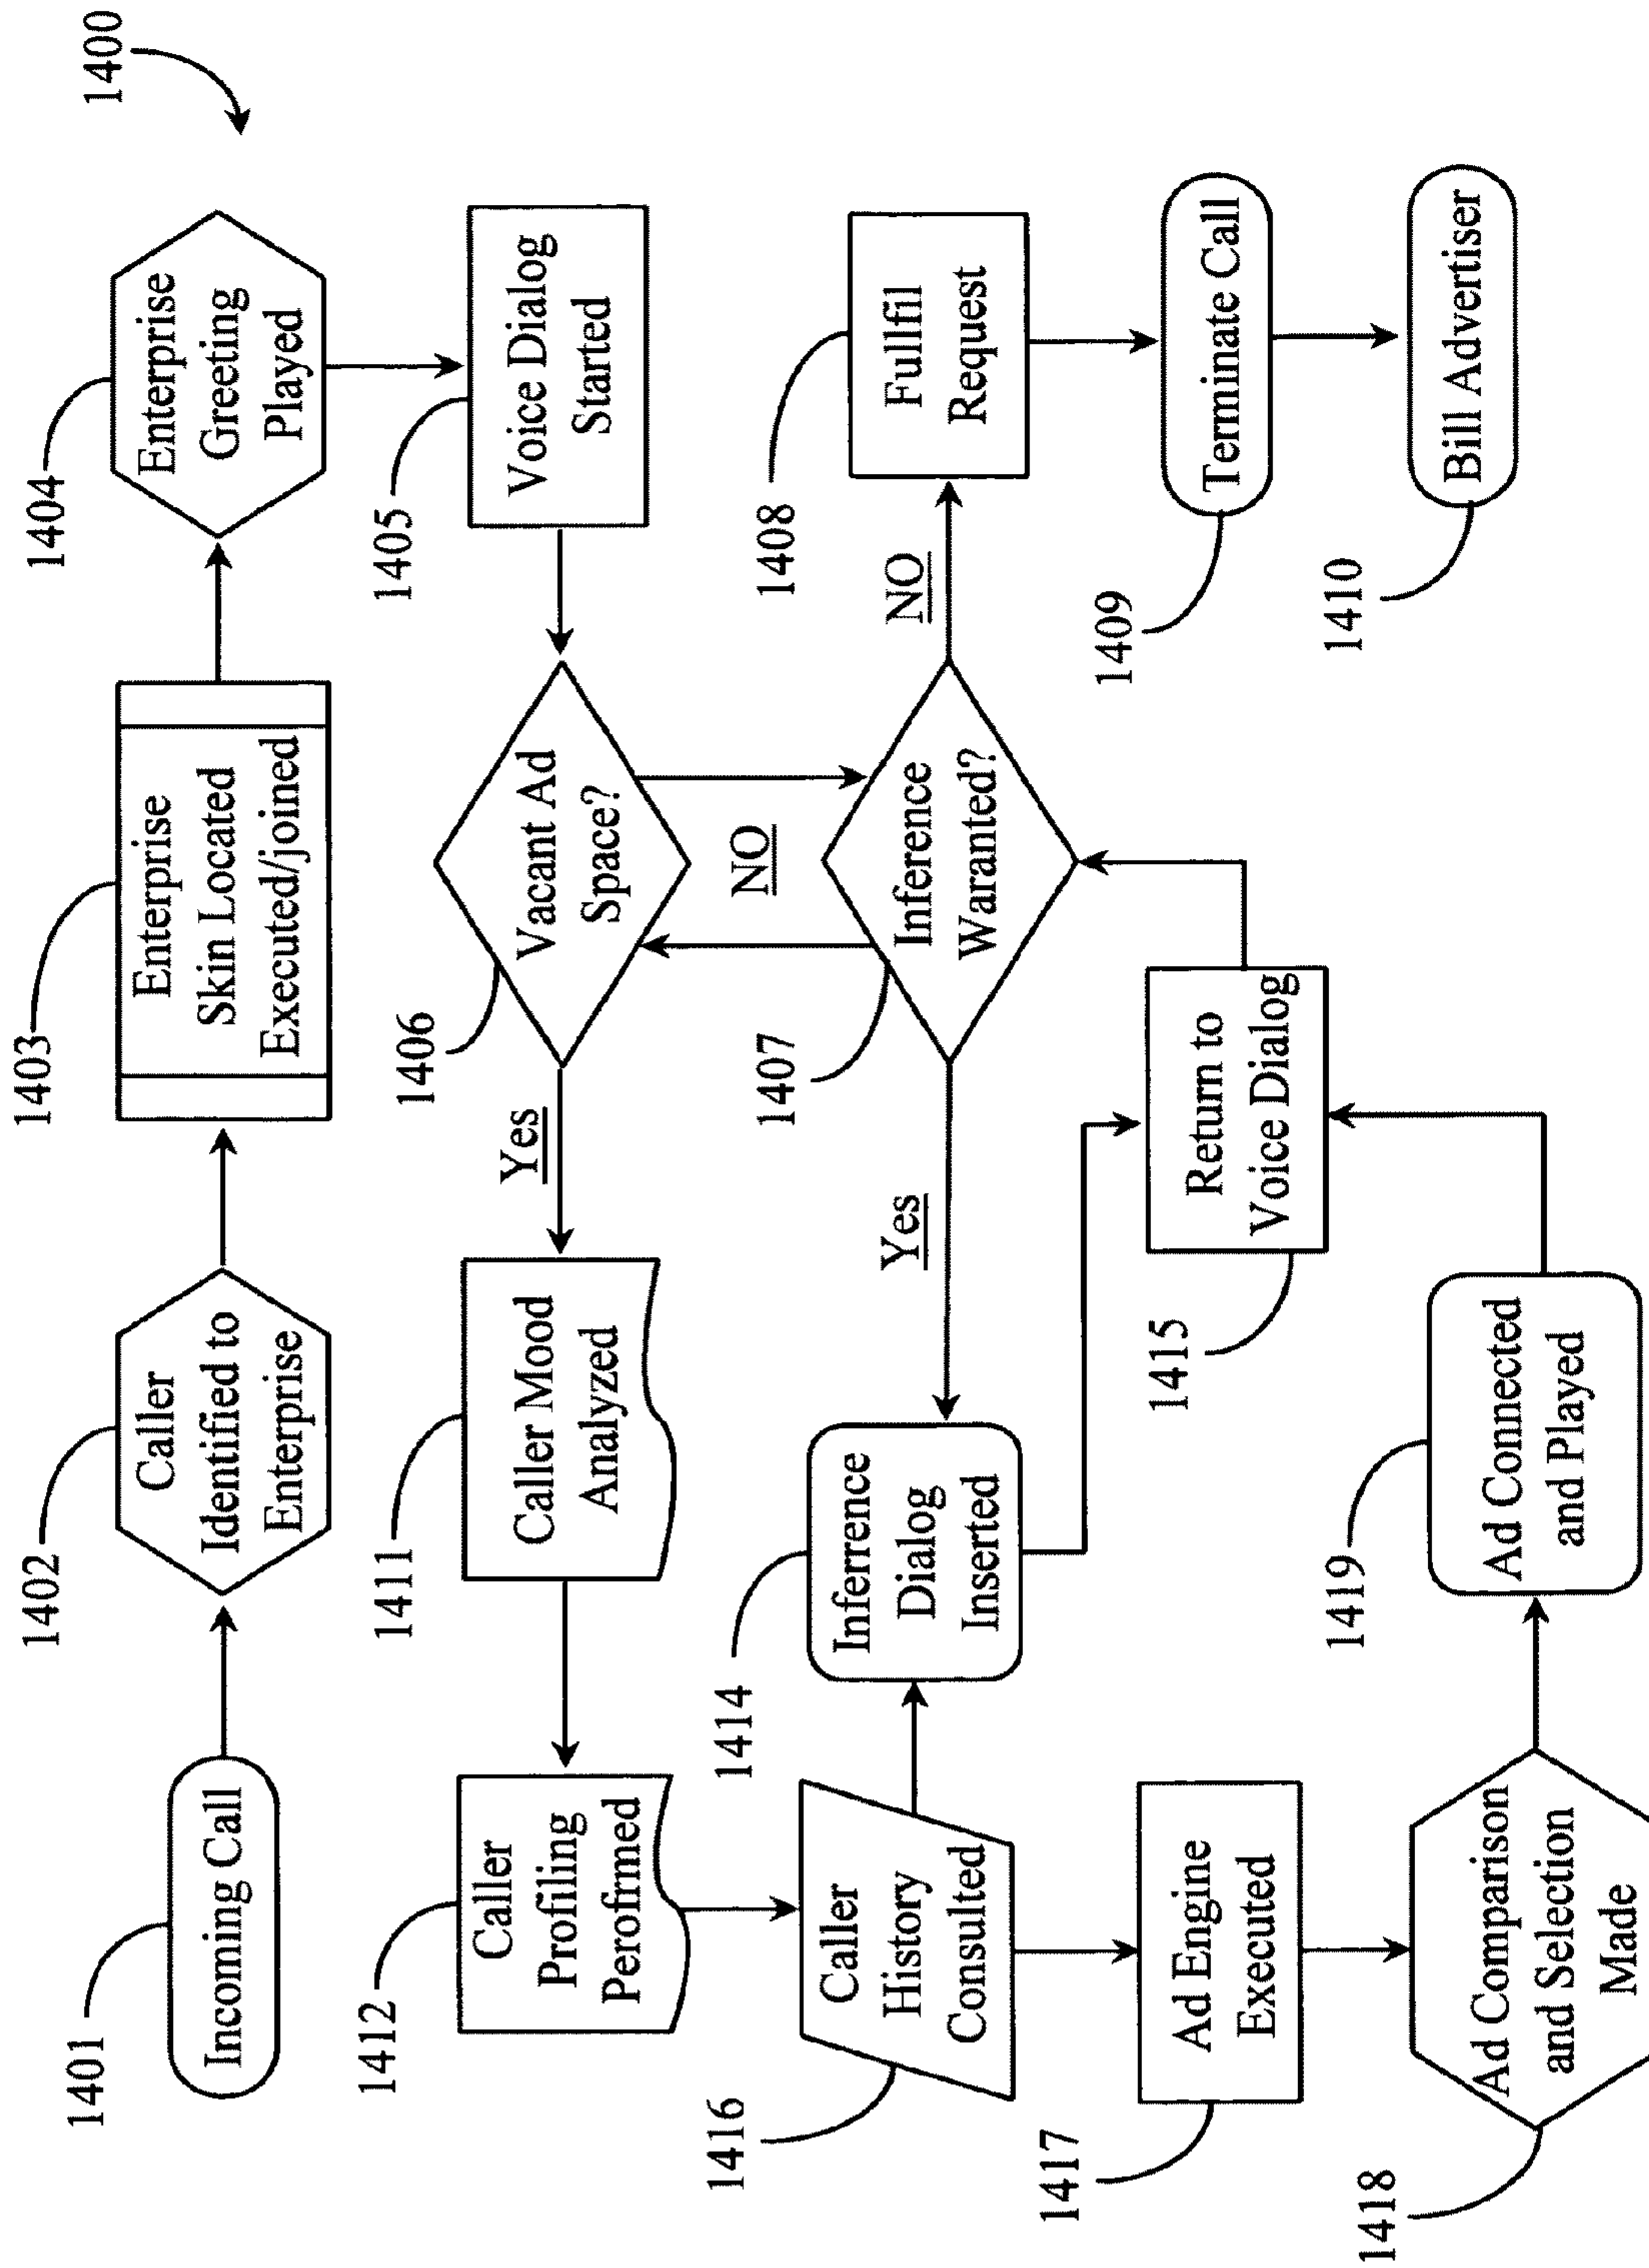 1400
1401
Incoming Call
1402
Caller
Identified to
Enterprise
1403
Enterprise
Skin Located
Executed/joined
1404
Enterprise
Greeting
Played
1405
Voice Dialog
Started
1406
Vacant Ad
Space?
Yes
NO
1411
Caller Mood
Analyzed
1412
Caller
Profiling
Perofrmed
1407
Inference
Waranted?
Yes
NO
1408
Fullfil
Request
1409
Terminate Call
1410
Bill Advertiser
1414
Inferrence
Dialog
Inserted
1416
Caller
History
Consulted
1415
Return to
Voice Dialog
1417
Ad Engine
Executed
1418
Ad Comparison
and Selection
Made
1419
Ad Connected
and Played